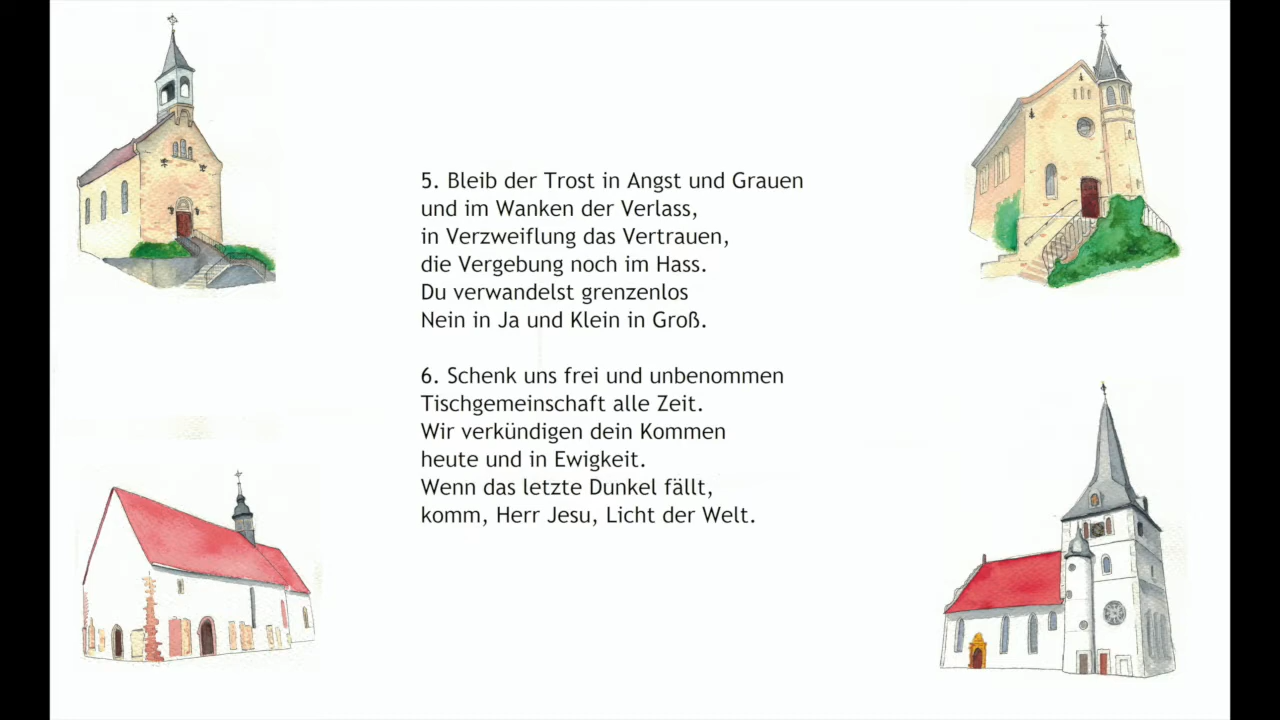 5. Bleib der Trost in Angst und Grauen
und im Wanken der Verlass,
in Verzweiflung das Vertrauen,
die Vergebung noch im Hass.
Du verwandelst grenzenlos
Nein in Ja und Klein in Groß.
6. Schenk uns frei und unbenommen
Tischgemeinschaft alle Zeit.
Wir verkündigen dein Kommen
heute und in Ewigkeit.
Wenn das letzte Dunkel fällt,
komm, Herr Jesu, Licht der Welt.